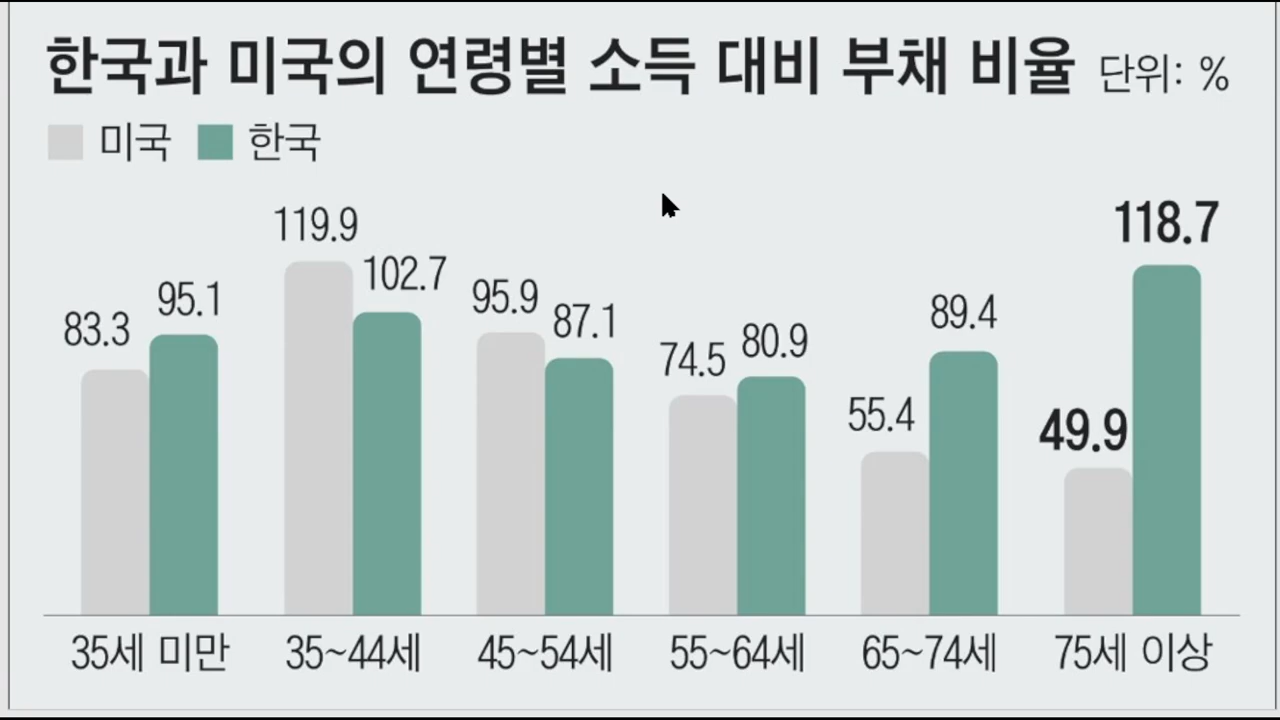 한국과 미국의 연령별 소득 대비 부채 비율 단위: %
미국 한국
83.3 95.1 119.9 102.7 95.9 87.1 74.5 80.9 55.4 89.4 49.9 118.7
35세 미만 35~44세 45~54세 55~64세 65~74세 75세 이상